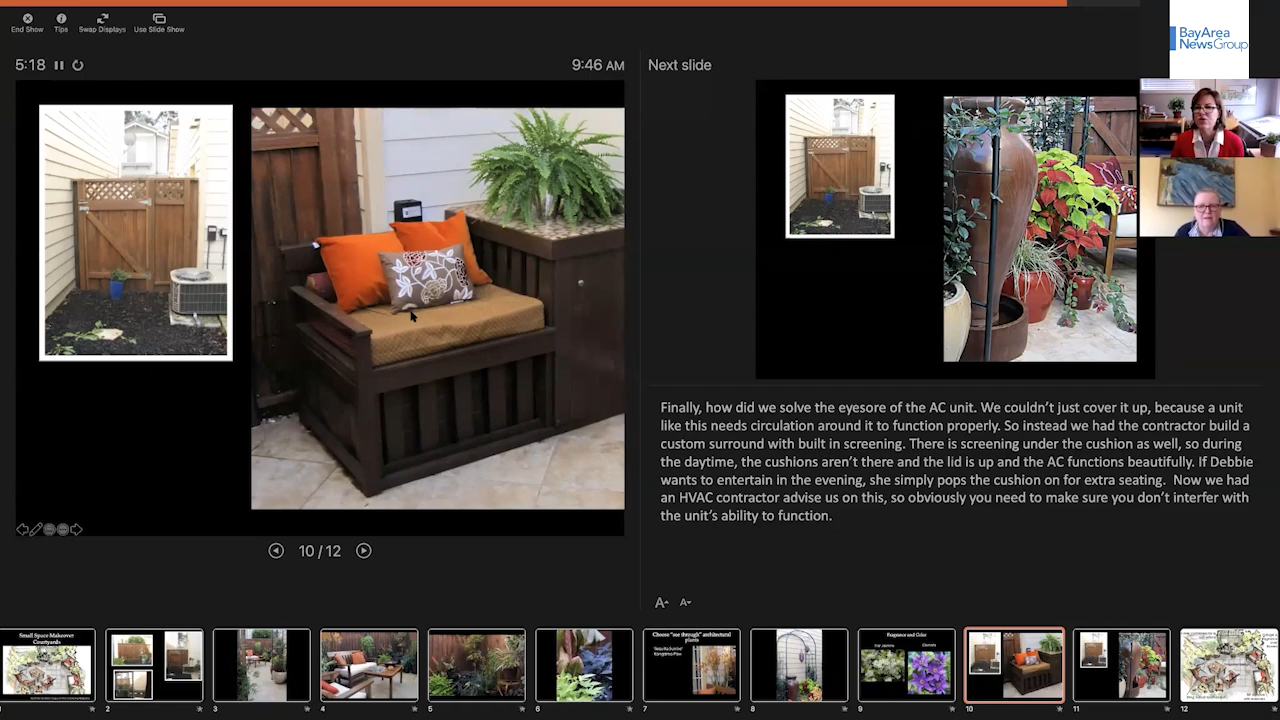 End Show
Tips
Swap Displays
Use Slide Show
BayArea
NewsGroup
5:18
9:46 AM
Next slide
Finally, how did we solve the eyesore of the AC unit. We couldn't just cover it up, because a unit
like this needs circulation around it to function properly. So instead we had the contractor build a
custom surround with built in screening. There is screening under the cushion as well, so during
the daytime, the cushions aren't there and the lid is up and the AC functions beautifully. If Debbie
wants to entertain in the evening, she simply pops the cushion on for extra seating. Now we had
an HVAC contractor advise us on this, so obviously you need to make sure you don't interfer with
the unit's ability to function.
10 / 12
A
A
Small Space Makeover
Courtyards
Choose "see through" architectural
plants
Kangaroo Paw
Fragrance and Color
1
2
3
4
5
6
7
8
9
10
11
12